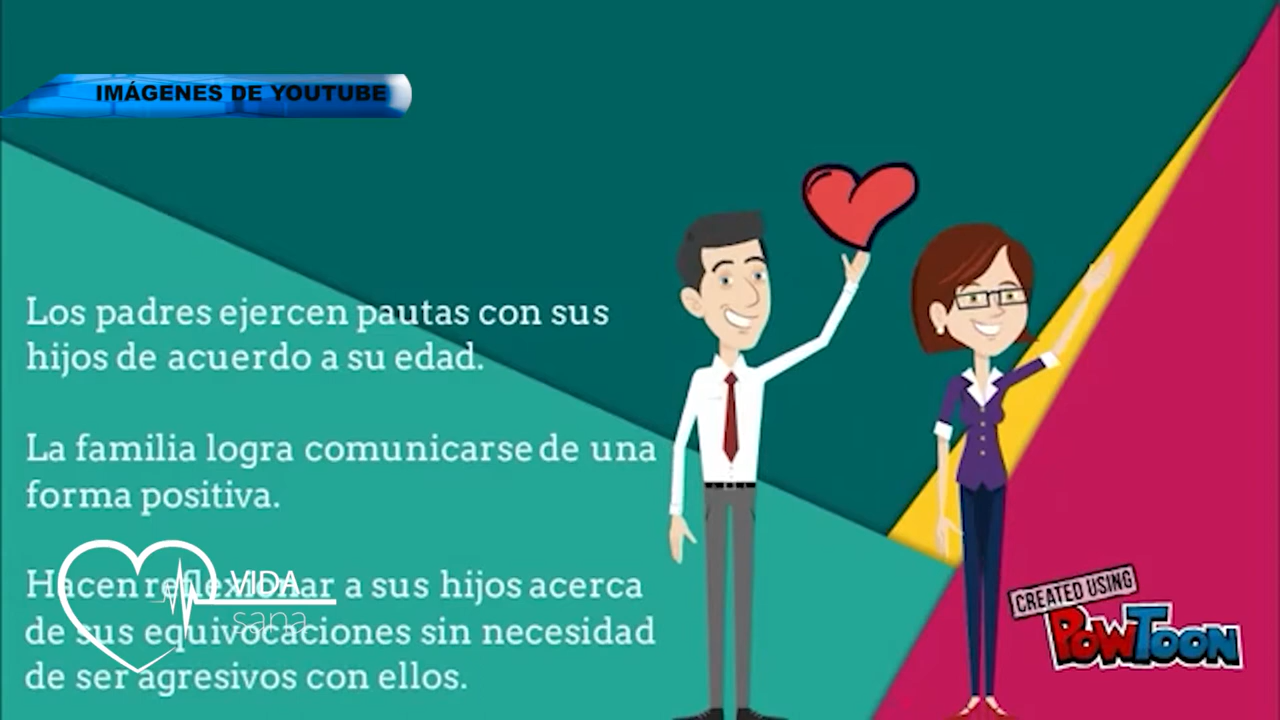 IMÁGENES DE YOUTUBE
Los padres ejercen pautas con sus
hijos de acuerdo a su edad.
La familia logra comunicarse de una
forma positiva.
Hacen reflexionar a sus hijos acerca
de sus equivocaciones sin necesidad
de ser agresivos con ellos.
VIDA
sana
CREATED USING
POWTOON